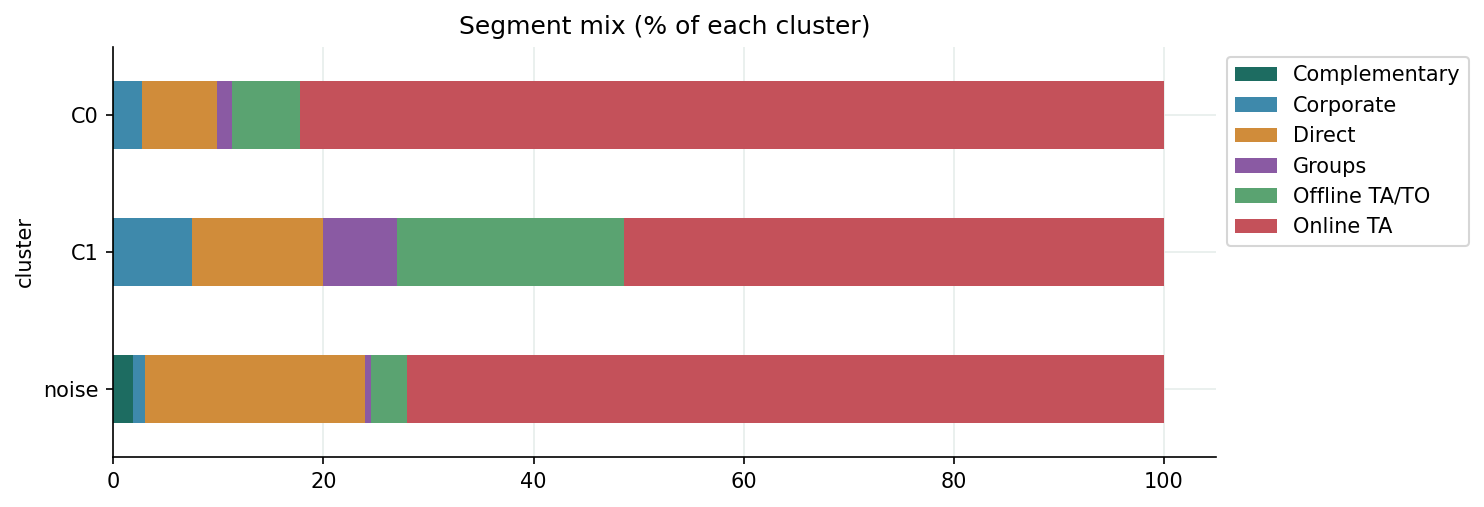 Segment mix (% of each cluster)
Complementary
Corporate
Direct
Groups
Offline TA/TO
Online TA
cluster
C0
C1
noise
0 20 40 60 80 100